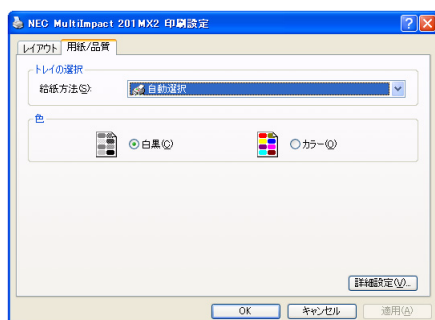 NEC MultiImpact 201MX2 印刷設定
レイアウト 用紙/品質
トレイの選択
給紙方法(S): 自動選択
色
白黒(C) カラー(O)
詳細設定(V)...
OK キャンセル 適用(A)